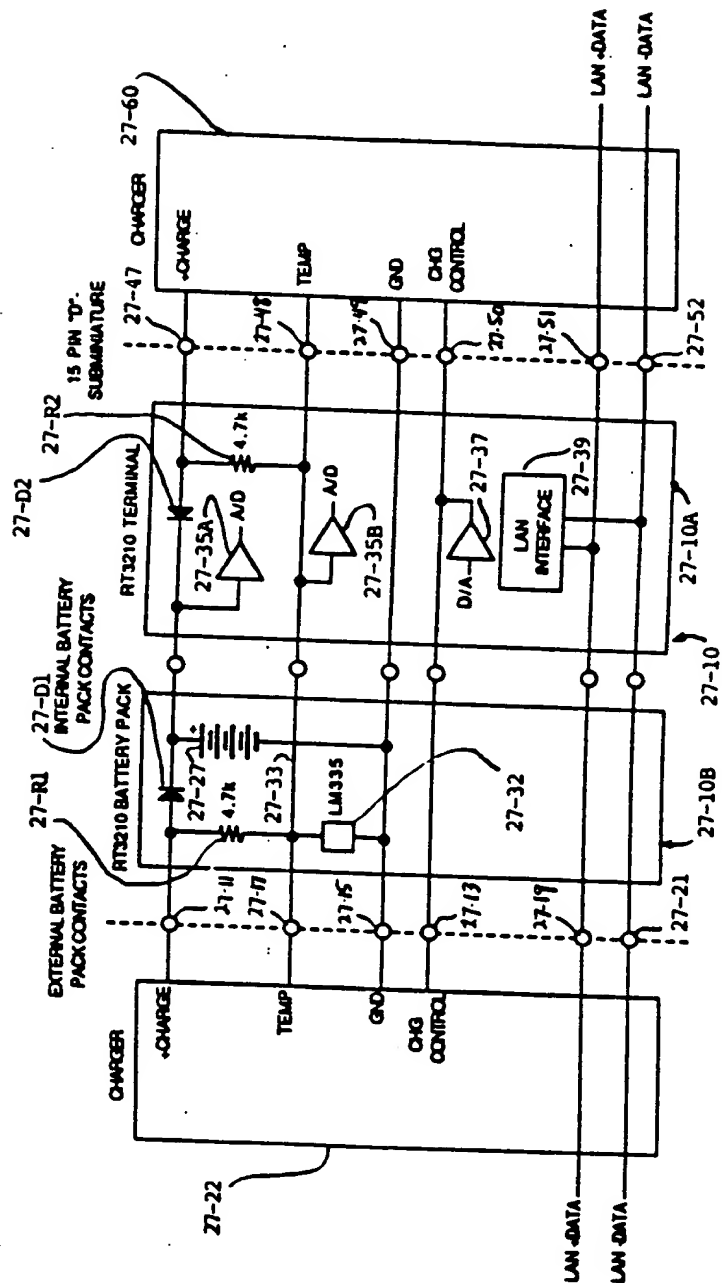 EXTERNAL BATTERY
PACK CONTACTS
27-R1
27-D1
INTERNAL BATTERY
PACK CONTACTS
27-D2
27-R2
15 PIN "D"-
SUBMINIATURE
27-47
27-60
CHARGER
+CHARGE
TEMP
GND
CHG
CONTROL
27-22
27-11
27-17
27-15
27-13
27-19
27-21
RT3210 BATTERY PACK
4.7k
27-27
+
27-33
LM335
27-32
27-10B
RT3210 TERMINAL
4.7k
A/D
27-35A
A/D
27-35B
D/A
27-37
LAN
INTERFACE
27-39
27-10A
27-10
27-48
27-49
27-50
27-51
27-52
CHARGER
+CHARGE
TEMP
GND
CHG
CONTROL
LAN +DATA
LAN -DATA
LAN +DATA
LAN -DATA